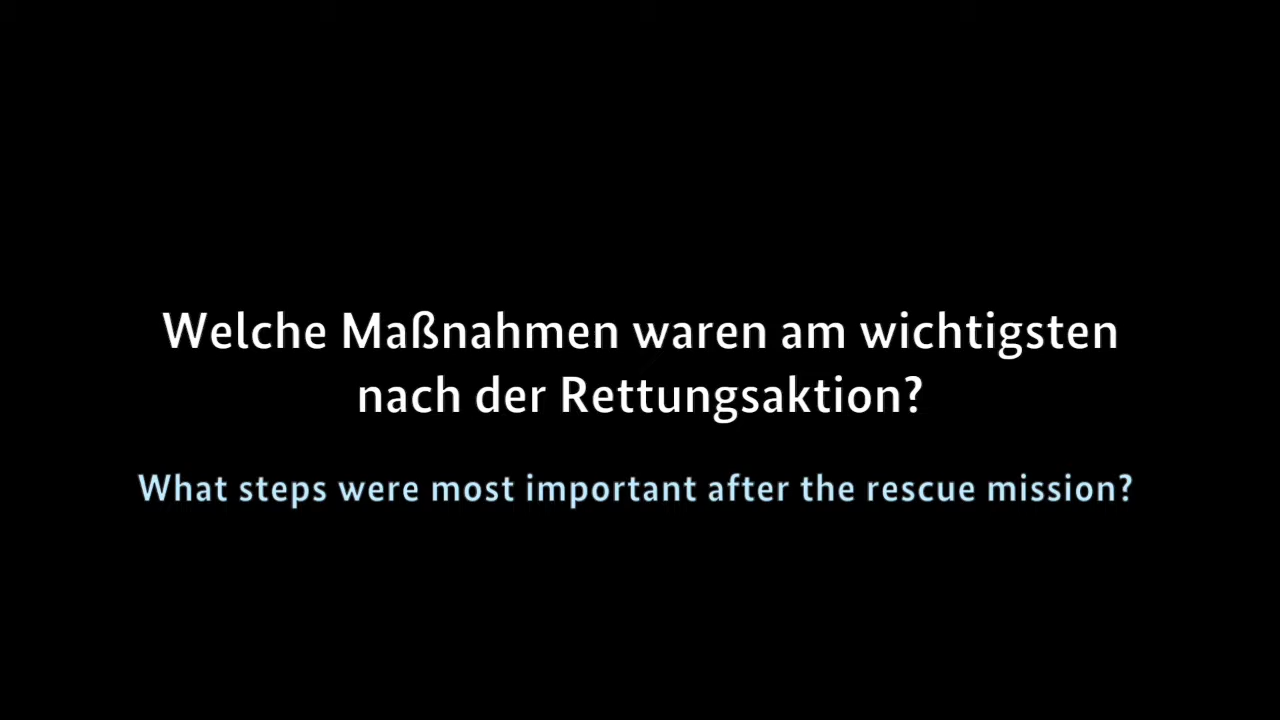 Welche Maßnahmen waren am wichtigsten
nach der Rettungsaktion?
What steps were most important after the rescue mission?